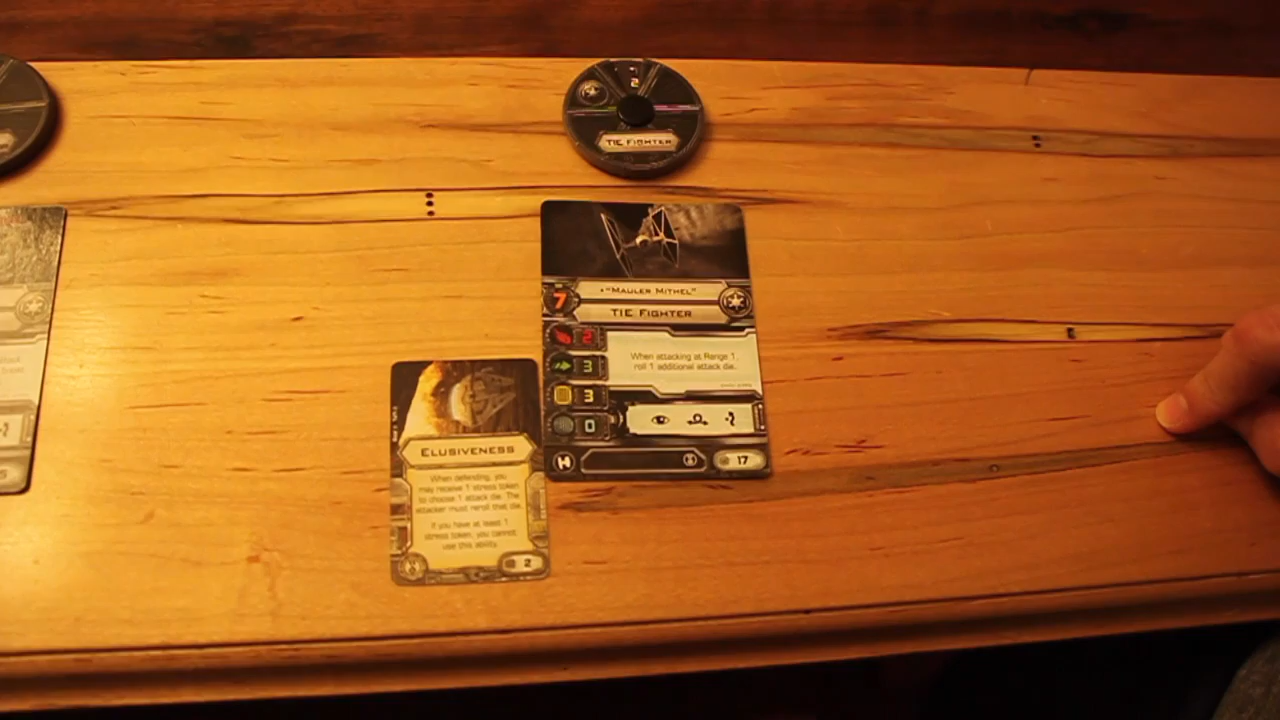 2
TIE Fighter
•"Mauler Mithel"
7
TIE Fighter
2
When attacking at Range 1,
roll 1 additional attack die.
3
3
0
17
Elusiveness
When defending, you
may receive 1 stress token
to choose 1 attack die. The
attacker must reroll that die.
If you have at least 1
stress token, you cannot
use this ability.
2